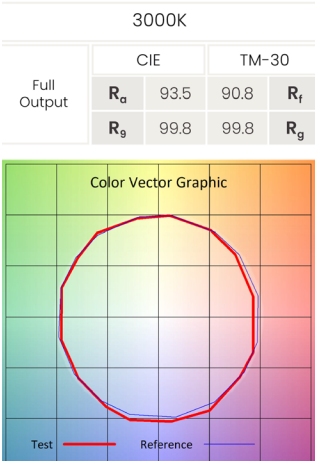 3000K
CIE TM-30
Full Output Ra 93.5 90.8 Rf
R9 99.8 99.8 Rg
Color Vector Graphic
Test Reference